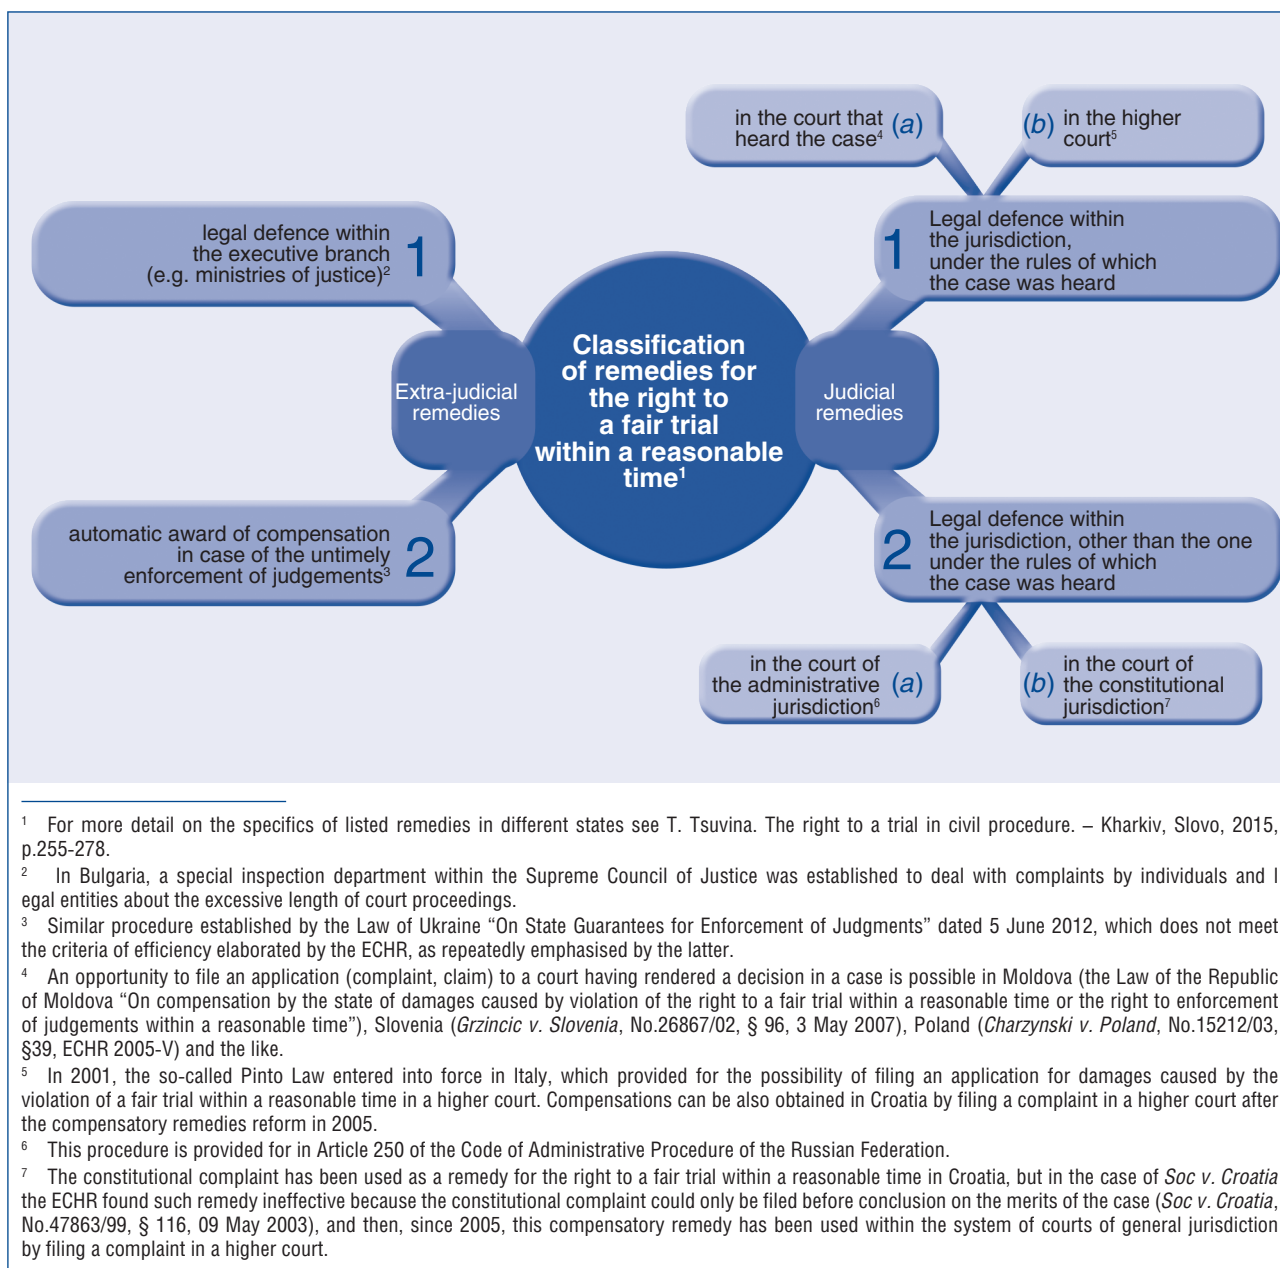 in the court that
heard the case⁴ (a)
(b) in the higher
court⁵
legal defence within
the executive branch
(e.g. ministries of justice)²
1
1
Legal defence within
the jurisdiction,
under the rules of which
the case was heard
Classification
of remedies for
the right to
a fair trial
within a reasonable
time¹
Extra-judicial
remedies
Judicial
remedies
automatic award of compensation
in case of the untimely
enforcement of judgements³
2
2
Legal defence within
the jurisdiction, other than the one
under the rules of which
the case was heard
in the court of
the administrative (a)
jurisdiction⁶
in the court of
(b) the constitutional
jurisdiction⁷
¹ For more detail on the specifics of listed remedies in different states see T. Tsuvina. The right to a trial in civil procedure. – Kharkiv, Slovo, 2015,
p.255-278.
² In Bulgaria, a special inspection department within the Supreme Council of Justice was established to deal with complaints by individuals and l
egal entities about the excessive length of court proceedings.
³ Similar procedure established by the Law of Ukraine “On State Guarantees for Enforcement of Judgments” dated 5 June 2012, which does not meet
the criteria of efficiency elaborated by the ECHR, as repeatedly emphasised by the latter.
⁴ An opportunity to file an application (complaint, claim) to a court having rendered a decision in a case is possible in Moldova (the Law of the Republic
of Moldova “On compensation by the state of damages caused by violation of the right to a fair trial within a reasonable time or the right to enforcement
of judgements within a reasonable time”), Slovenia (Grzincic v. Slovenia, No.26867/02, § 96, 3 May 2007), Poland (Charzynski v. Poland, No.15212/03,
§39, ECHR 2005-V) and the like.
⁵ In 2001, the so-called Pinto Law entered into force in Italy, which provided for the possibility of filing an application for damages caused by the
violation of a fair trial within a reasonable time in a higher court. Compensations can be also obtained in Croatia by filing a complaint in a higher court after
the compensatory remedies reform in 2005.
⁶ This procedure is provided for in Article 250 of the Code of Administrative Procedure of the Russian Federation.
⁷ The constitutional complaint has been used as a remedy for the right to a fair trial within a reasonable time in Croatia, but in the case of Soc v. Croatia
the ECHR found such remedy ineffective because the constitutional complaint could only be filed before conclusion on the merits of the case (Soc v. Croatia,
No.47863/99, § 116, 09 May 2003), and then, since 2005, this compensatory remedy has been used within the system of courts of general jurisdiction
by filing a complaint in a higher court.